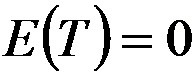 E(T) = 0